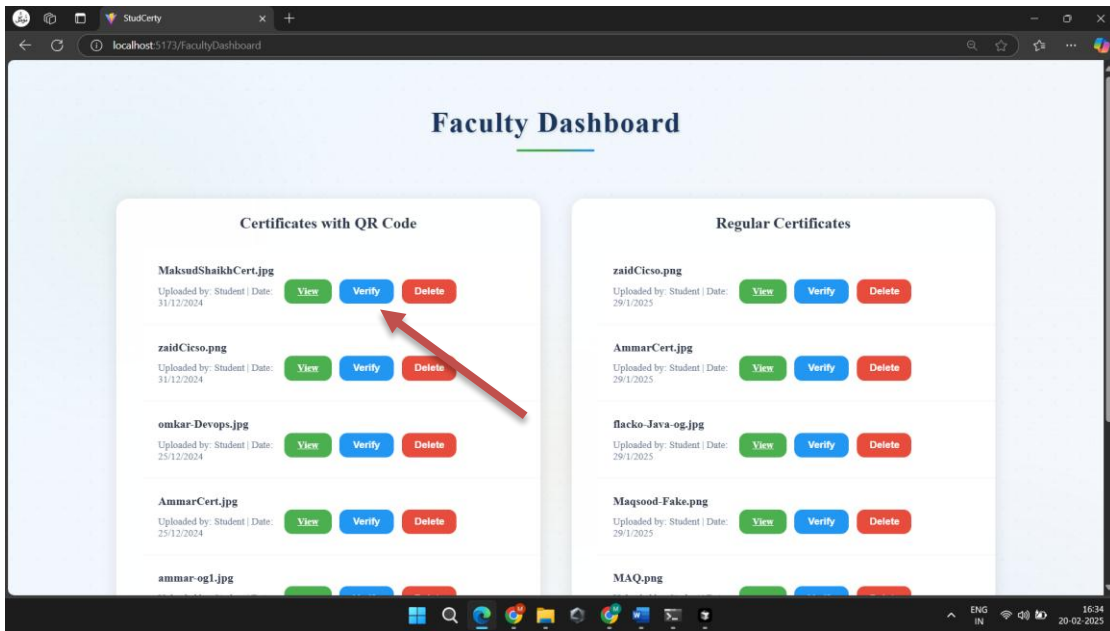 StudCerty
localhost:5173/FacultyDashboard
Faculty Dashboard
Certificates with QR Code
MaksudShaikhCert.jpg
Uploaded by: Student | Date:
31/12/2024
View Verify Delete
zaidCicso.png
Uploaded by: Student | Date:
31/12/2024
View Verify Delete
omkar-Devops.jpg
Uploaded by: Student | Date:
25/12/2024
View Verify Delete
AmmarCert.jpg
Uploaded by: Student | Date:
25/12/2024
View Verify Delete
ammar-og1.jpg
Regular Certificates
zaidCicso.png
Uploaded by: Student | Date:
29/1/2025
View Verify Delete
AmmarCert.jpg
Uploaded by: Student | Date:
29/1/2025
View Verify Delete
flacko-Java-og.jpg
Uploaded by: Student | Date:
29/1/2025
View Verify Delete
Maqsood-Fake.png
Uploaded by: Student | Date:
29/1/2025
View Verify Delete
MAQ.png
ENG
IN
16:34
20-02-2025